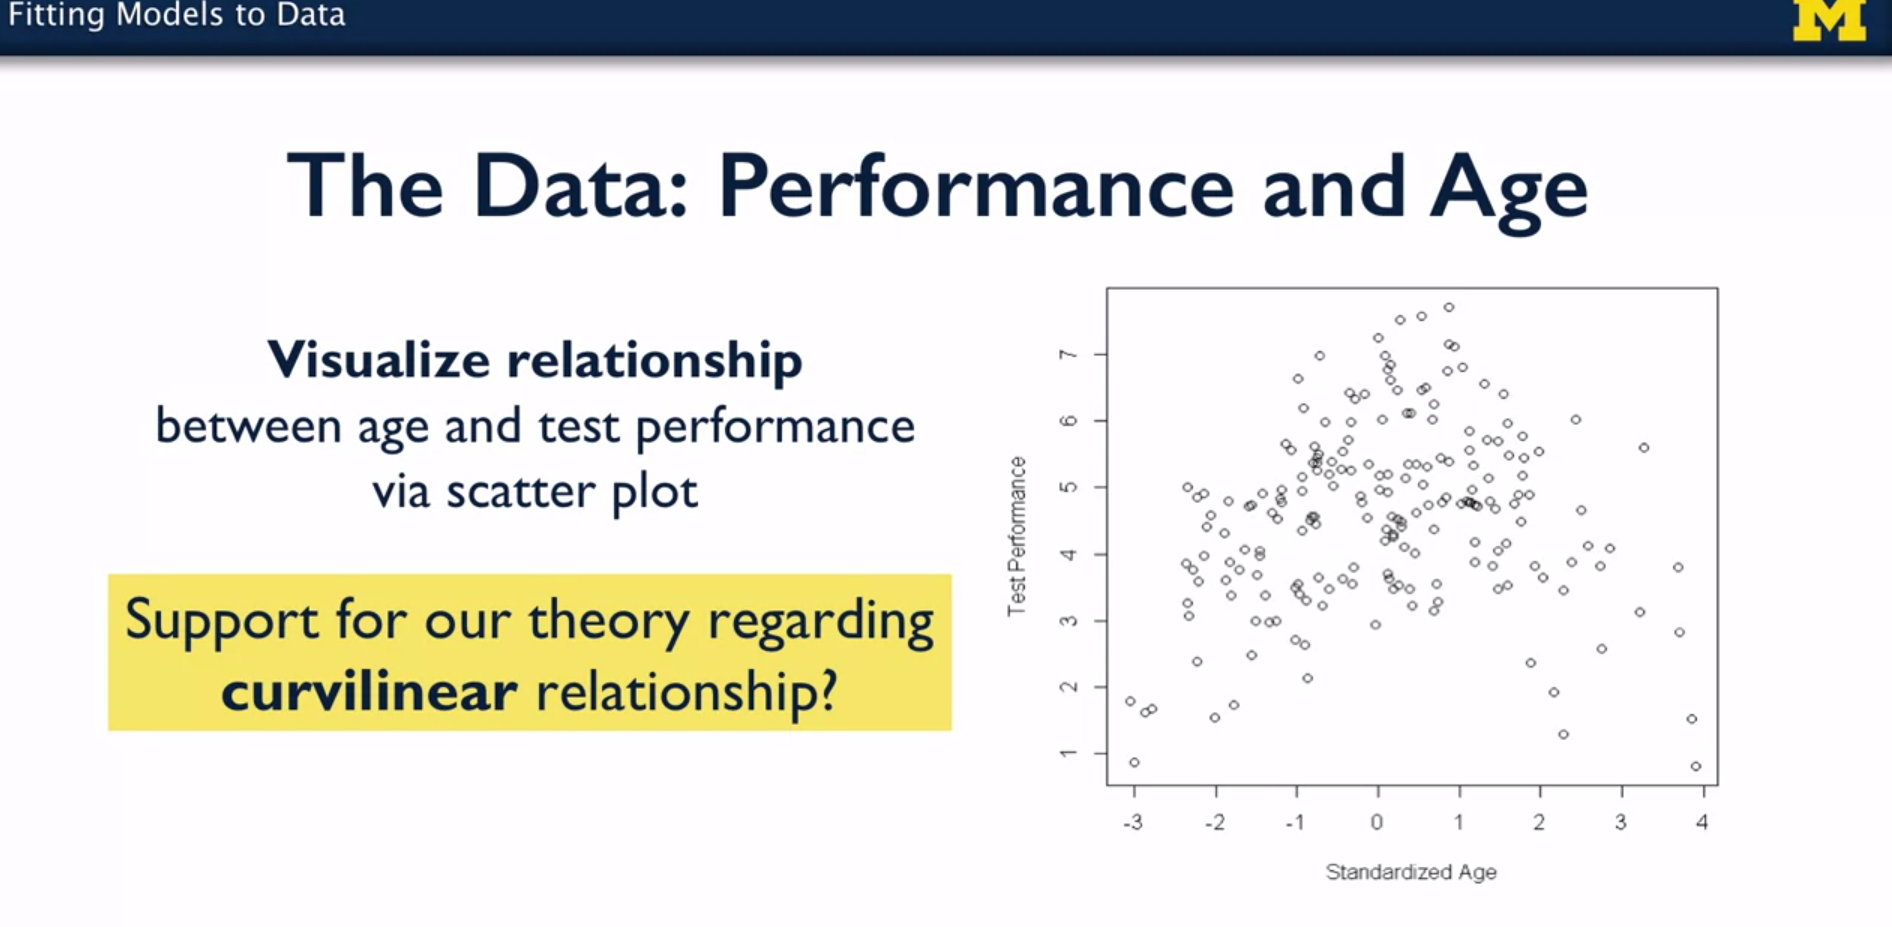 Fitting Models to Data
M
The Data: Performance and Age
Visualize relationship
between age and test performance
via scatter plot
Support for our theory regarding
curvilinear relationship?
Test Performance
7
6
5
4
3
2
1
-3 -2 -1 0 1 2 3 4
Standardized Age